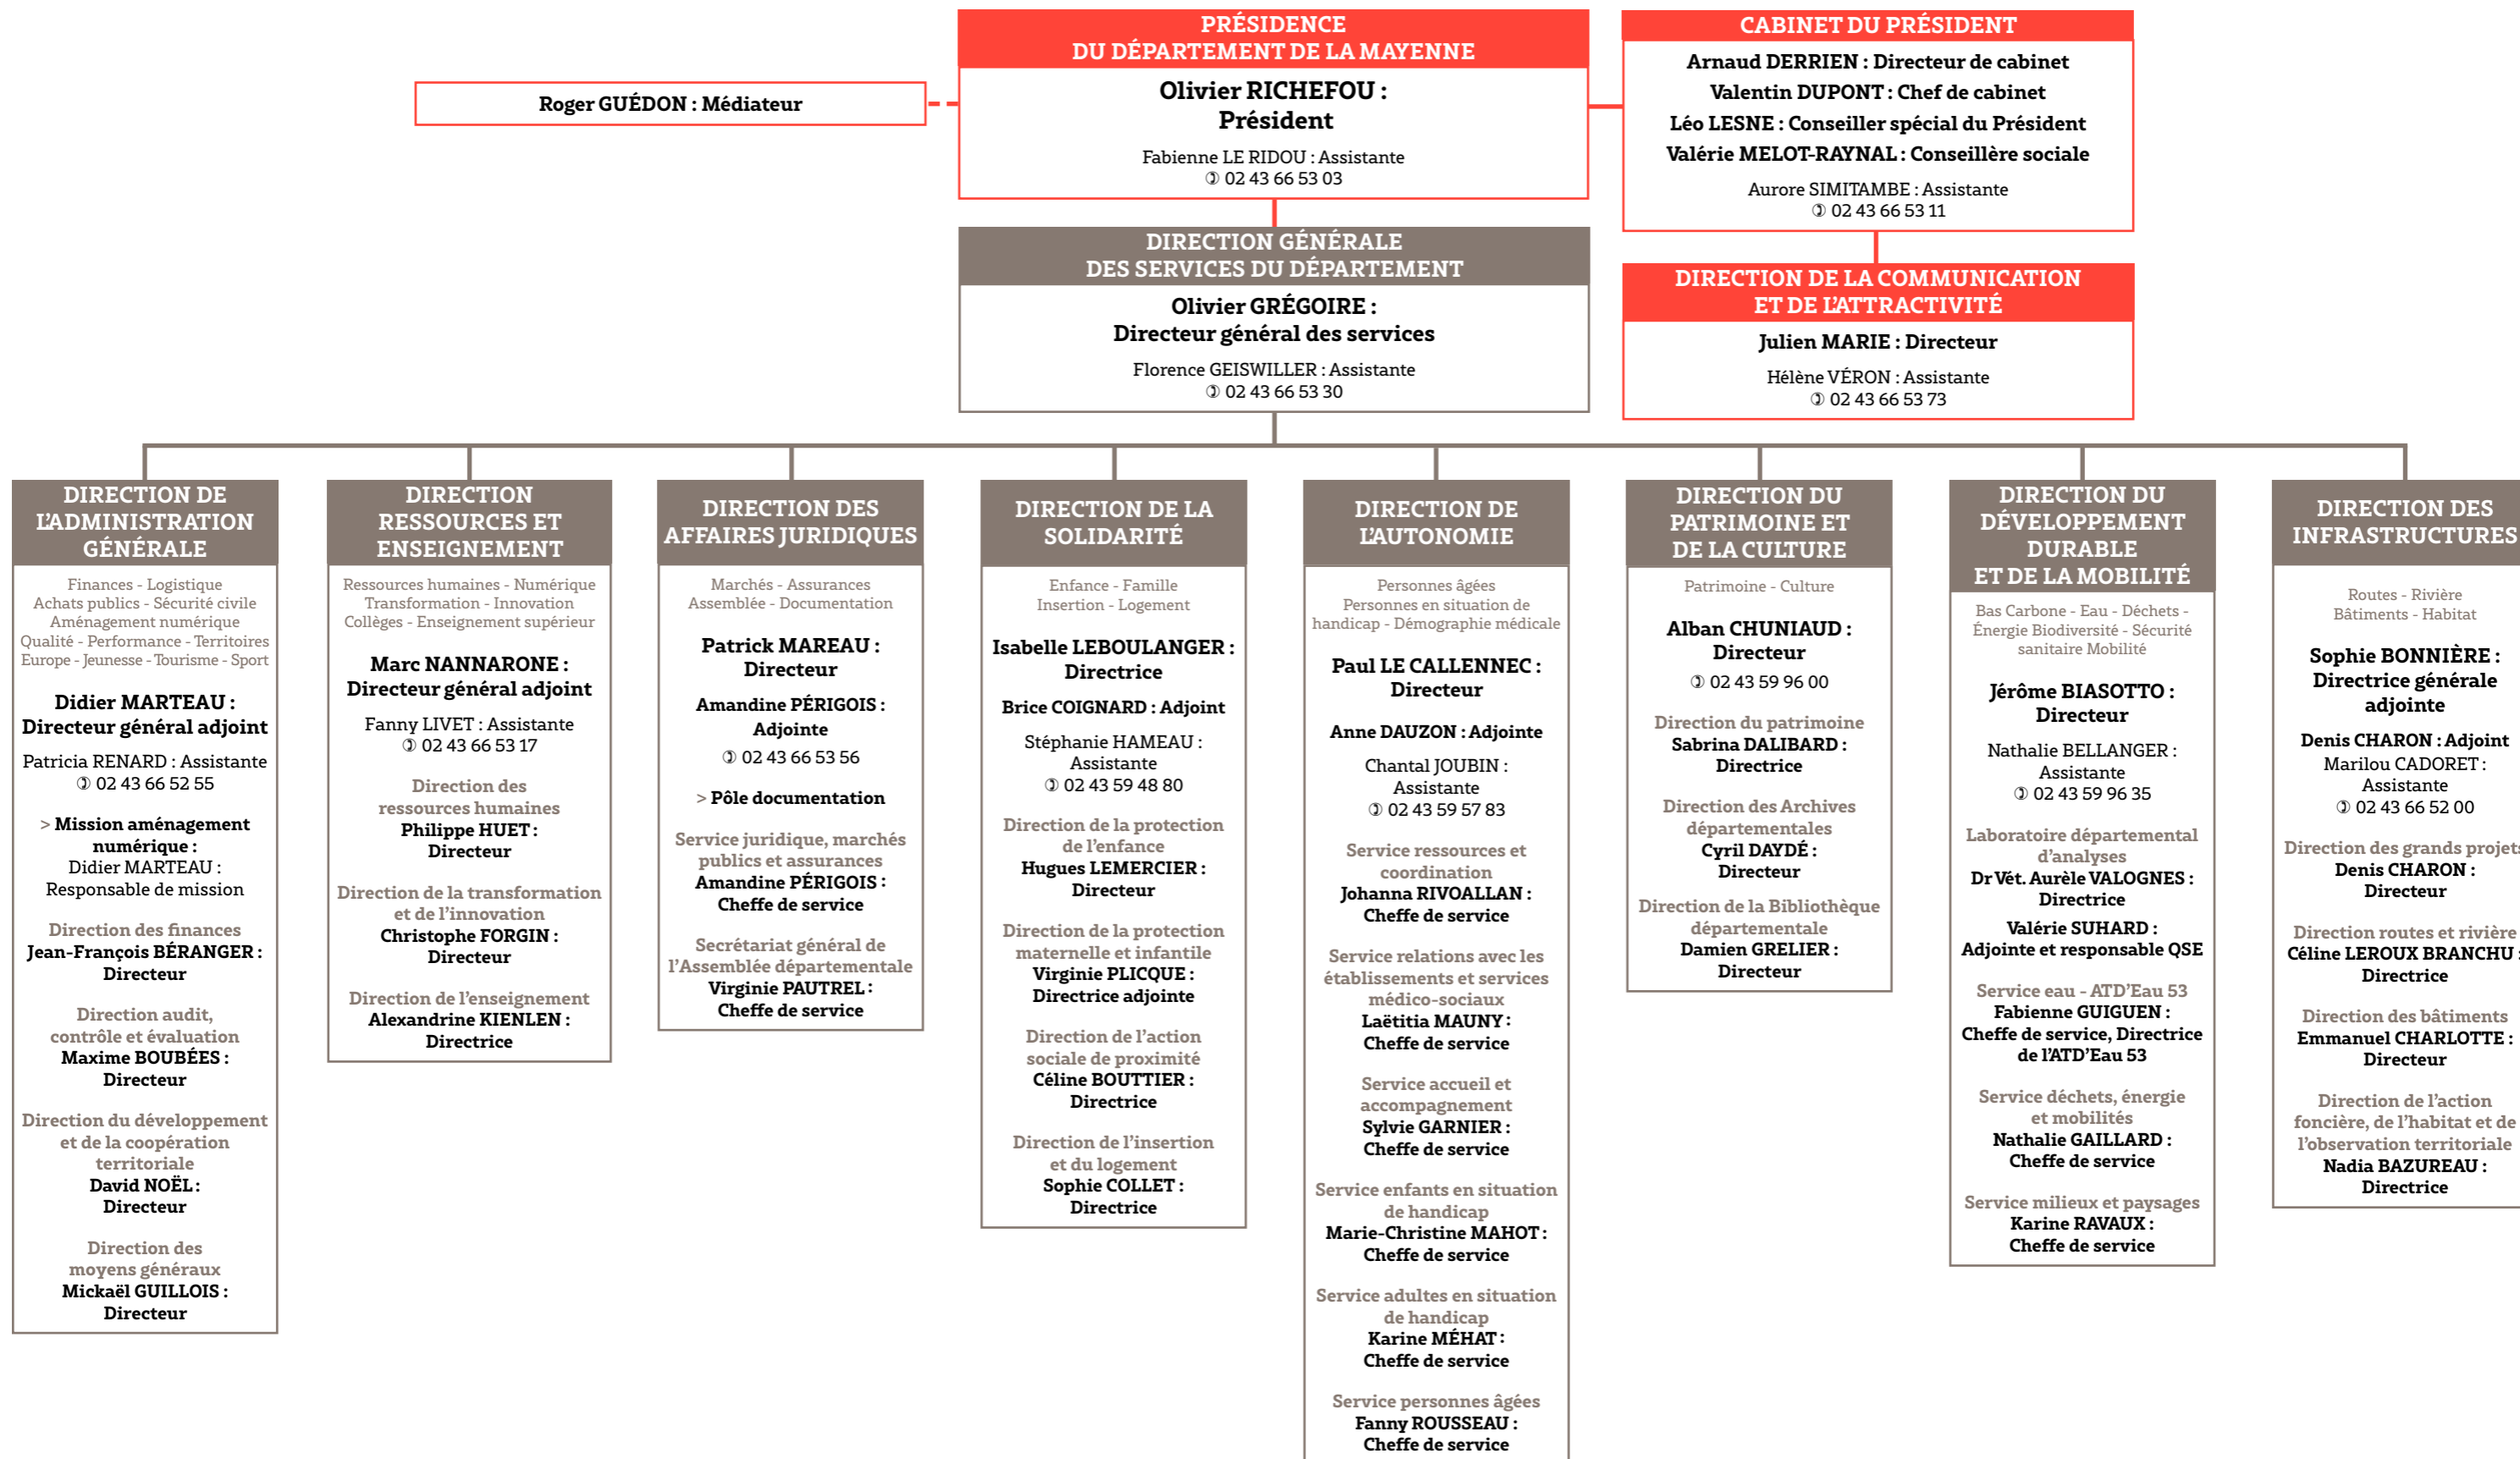 PRÉSIDENCE
DU DÉPARTEMENT DE LA MAYENNE
Olivier RICHEFOU :
Président
Fabienne LE RIDOU : Assistante
✆ 02 43 66 53 03
Roger GUÉDON : Médiateur
CABINET DU PRÉSIDENT
Arnaud DERRIEN : Directeur de cabinet
Valentin DUPONT : Chef de cabinet
Léo LESNE : Conseiller spécial du Président
Valérie MELOT-RAYNAL : Conseillère sociale
Aurore SIMITAMBE : Assistante
✆ 02 43 66 53 11
DIRECTION GÉNÉRALE
DES SERVICES DU DÉPARTEMENT
Olivier GRÉGOIRE :
Directeur général des services
Florence GEISWILLER : Assistante
✆ 02 43 66 53 30
DIRECTION DE LA COMMUNICATION
ET DE L'ATTRACTIVITÉ
Julien MARIE : Directeur
Hélène VÉRON : Assistante
✆ 02 43 66 53 73
DIRECTION DE
L'ADMINISTRATION
GÉNÉRALE
Finances - Logistique
Achats publics - Sécurité civile
Aménagement numérique
Qualité - Performance - Territoires
Europe - Jeunesse - Tourisme - Sport
Didier MARTEAU :
Directeur général adjoint
Patricia RENARD : Assistante
✆ 02 43 66 52 55
> Mission aménagement
numérique :
Didier MARTEAU :
Responsable de mission
Direction des finances
Jean-François BÉRANGER :
Directeur
Direction audit,
contrôle et évaluation
Maxime BOUBÉES :
Directeur
Direction du développement
et de la coopération
territoriale
David NOËL :
Directeur
Direction des
moyens généraux
Mickaël GUILLOIS :
Directeur
DIRECTION
RESSOURCES ET
ENSEIGNEMENT
Ressources humaines - Numérique
Transformation - Innovation
Collèges - Enseignement supérieur
Marc NANNARONE :
Directeur général adjoint
Fanny LIVET : Assistante
✆ 02 43 66 53 17
Direction des
ressources humaines
Philippe HUET :
Directeur
Direction de la transformation
et de l'innovation
Christophe FORGIN :
Directeur
Direction de l'enseignement
Alexandrine KIENLEN :
Directrice
DIRECTION DES
AFFAIRES JURIDIQUES
Marchés - Assurances
Assemblée - Documentation
Patrick MAREAU :
Directeur
Amandine PÉRIGOIS :
Adjointe
✆ 02 43 66 53 56
> Pôle documentation
Service juridique, marchés
publics et assurances
Amandine PÉRIGOIS :
Cheffe de service
Secrétariat général de
l'Assemblée départementale
Virginie PAUTREL :
Cheffe de service
DIRECTION DE LA
SOLIDARITÉ
Enfance - Famille
Insertion - Logement
Isabelle LEBOULANGER :
Directrice
Brice COIGNARD : Adjoint
Stéphanie HAMEAU :
Assistante
✆ 02 43 59 48 80
Direction de la protection
de l'enfance
Hugues LEMERCIER :
Directeur
Direction de la protection
maternelle et infantile
Virginie PLICQUE :
Directrice adjointe
Direction de l'action
sociale de proximité
Céline BOUTTIER :
Directrice
Direction de l'insertion
et du logement
Sophie COLLET :
Directrice
DIRECTION DE
L'AUTONOMIE
Personnes âgées
Personnes en situation de
handicap - Démographie médicale
Paul LE CALLENNEC :
Directeur
Anne DAUZON : Adjointe
Chantal JOUBIN :
Assistante
✆ 02 43 59 57 83
Service ressources et
coordination
Johanna RIVOALLAN :
Cheffe de service
Service relations avec les
établissements et services
médico-sociaux
Laëtitia MAUNY :
Cheffe de service
Service accueil et
accompagnement
Sylvie GARNIER :
Cheffe de service
Service enfants en situation
de handicap
Marie-Christine MAHOT :
Cheffe de service
Service adultes en situation
de handicap
Karine MÉHAT :
Cheffe de service
Service personnes âgées
Fanny ROUSSEAU :
Cheffe de service
DIRECTION DU
PATRIMOINE ET
DE LA CULTURE
Patrimoine - Culture
Alban CHUNIAUD :
Directeur
✆ 02 43 59 96 00
Direction du patrimoine
Sabrina DALIBARD :
Directrice
Direction des Archives
départementales
Cyril DAYDÉ :
Directeur
Direction de la Bibliothèque
départementale
Damien GRELIER :
Directeur
DIRECTION DU
DÉVELOPPEMENT
DURABLE
ET DE LA MOBILITÉ
Bas Carbone - Eau - Déchets -
Énergie Biodiversité - Sécurité
sanitaire Mobilité
Jérôme BIASOTTO :
Directeur
Nathalie BELLANGER :
Assistante
✆ 02 43 59 96 35
Laboratoire départemental
d'analyses
Dr Vét. Aurèle VALOGNES :
Directrice
Valérie SUHARD :
Adjointe et responsable QSE
Service eau - ATD'Eau 53
Fabienne GUIGUEN :
Cheffe de service, Directrice
de l'ATD'Eau 53
Service déchets, énergie
et mobilités
Nathalie GAILLARD :
Cheffe de service
Service milieux et paysages
Karine RAVAUX :
Cheffe de service
DIRECTION DES
INFRASTRUCTURES
Routes - Rivière
Bâtiments - Habitat
Sophie BONNIÈRE :
Directrice générale
adjointe
Denis CHARON : Adjoint
Marilou CADORET :
Assistante
✆ 02 43 66 52 00
Direction des grands projets
Denis CHARON :
Directeur
Direction routes et rivière
Céline LEROUX BRANCHU :
Directrice
Direction des bâtiments
Emmanuel CHARLOTTE :
Directeur
Direction de l'action
foncière, de l'habitat et de
l'observation territoriale
Nadia BAZUREAU :
Directrice